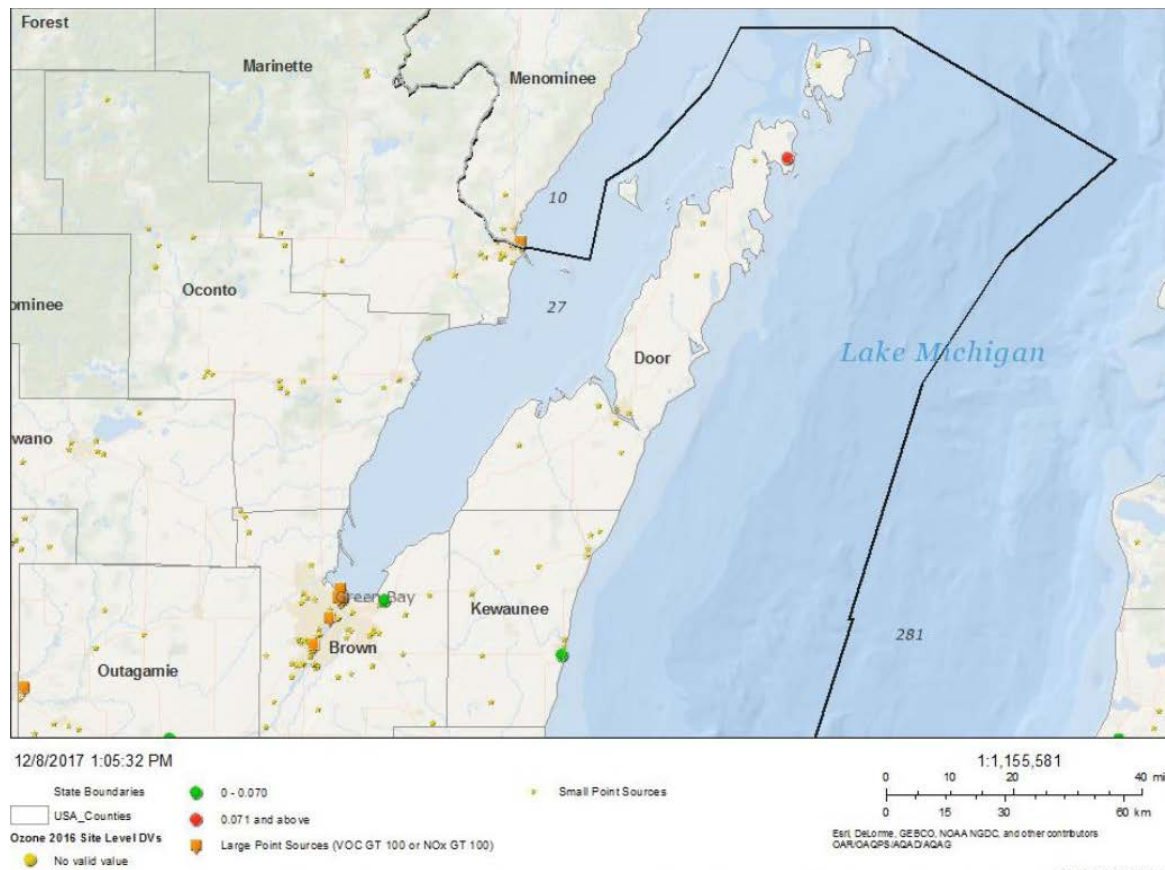 Forest
Marinette
Menominee
10
Oconto
ominee
27
Door
Lake Michigan
wano
Green Bay
Kewaunee
281
Brown
Outagamie
12/8/2017 1:05:32 PM
1:1,155,581
0 10 20 40 mi
0 15 30 60 km
State Boundaries
USA_Counties
Ozone 2016 Site Level DVs
No valid value
0 - 0.070
0.071 and above
Large Point Sources (VOC GT 100 or NOx GT 100)
Small Point Sources
Esri, DeLorme, GEBCO, NOAA NGDC, and other contributors
OAR/OAQPS/AQAD/AQAG